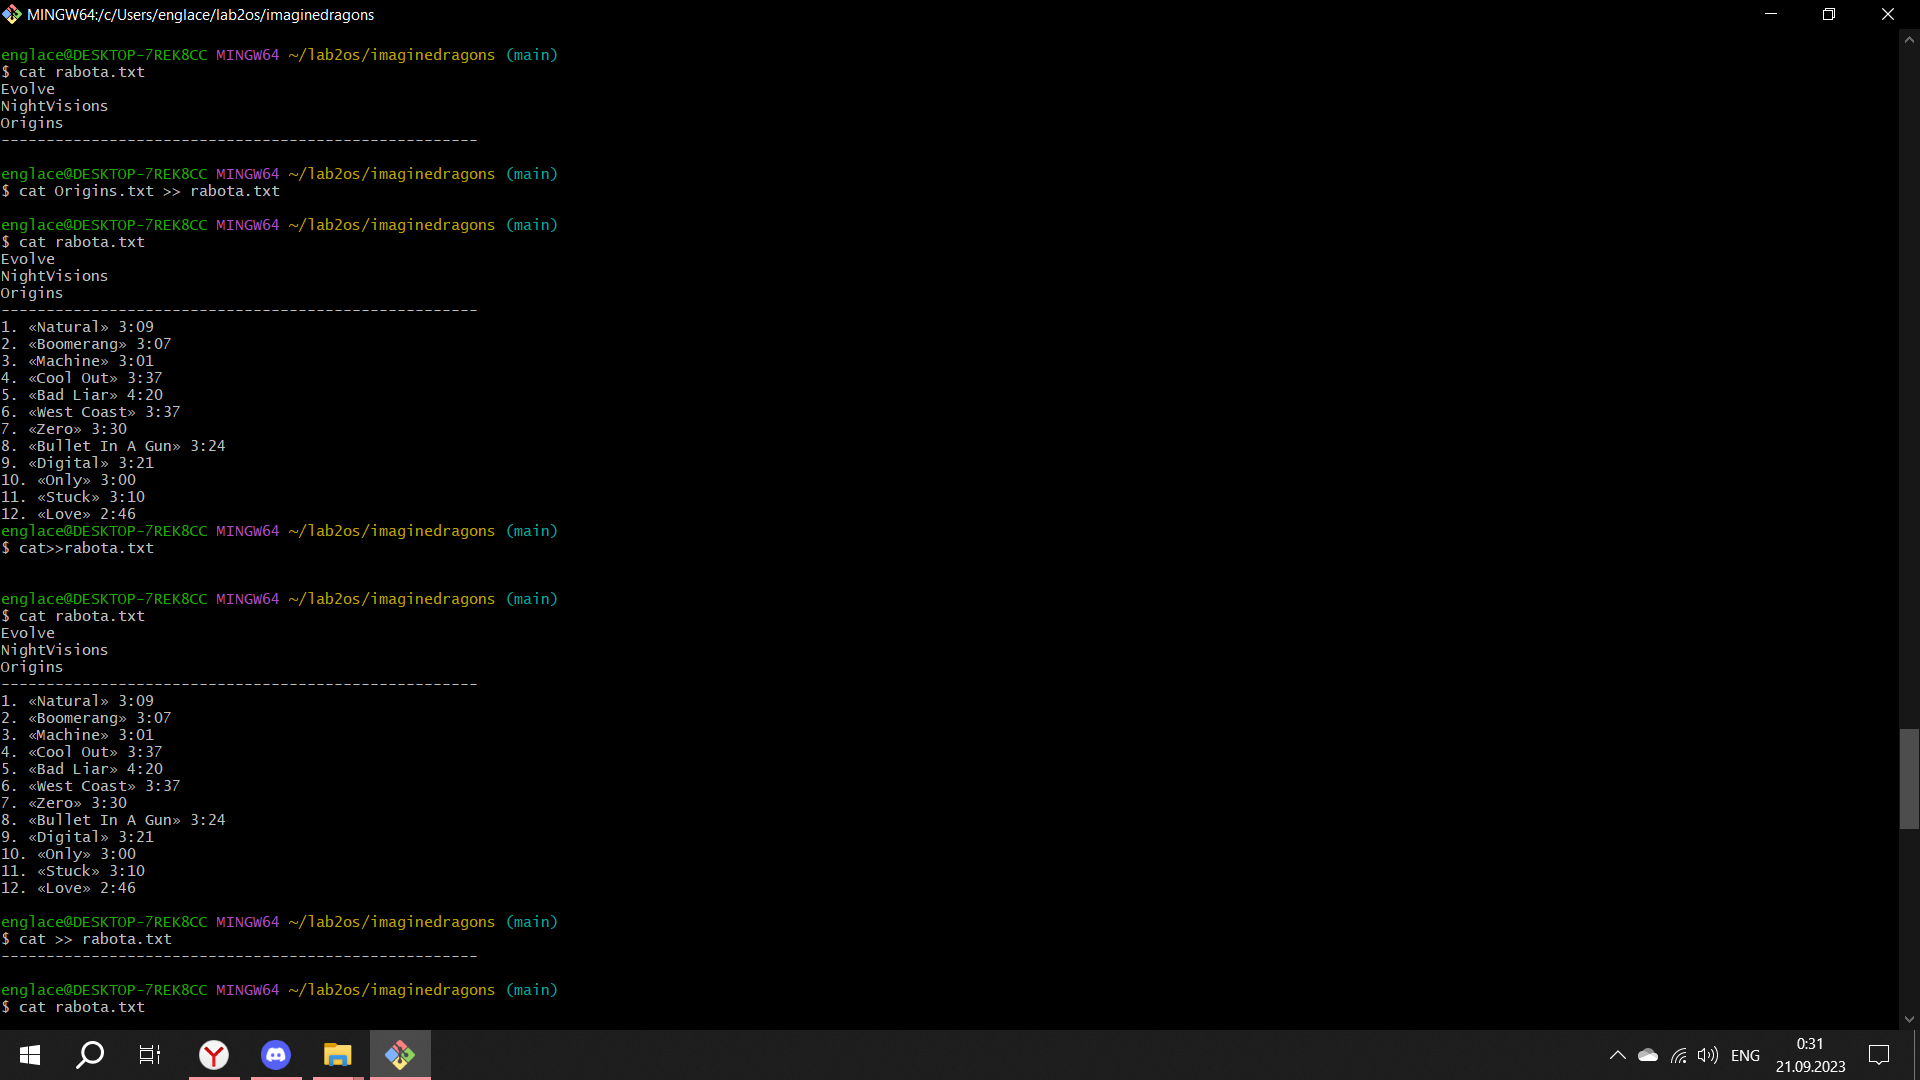 MINGW64:/c/Users/englace/lab2os/imaginedragons
englace@DESKTOP-7REK8CC MINGW64 ~/lab2os/imaginedragons (main)
$ cat rabota.txt
Evolve
NightVisions
Origins
-----------------------------------------------------
englace@DESKTOP-7REK8CC MINGW64 ~/lab2os/imaginedragons (main)
$ cat Origins.txt >> rabota.txt
englace@DESKTOP-7REK8CC MINGW64 ~/lab2os/imaginedragons (main)
$ cat rabota.txt
Evolve
NightVisions
Origins
-----------------------------------------------------
1. «Natural» 3:09
2. «Boomerang» 3:07
3. «Machine» 3:01
4. «Cool Out» 3:37
5. «Bad Liar» 4:20
6. «West Coast» 3:37
7. «Zero» 3:30
8. «Bullet In A Gun» 3:24
9. «Digital» 3:21
10. «Only» 3:00
11. «Stuck» 3:10
12. «Love» 2:46
englace@DESKTOP-7REK8CC MINGW64 ~/lab2os/imaginedragons (main)
$ cat>>rabota.txt
englace@DESKTOP-7REK8CC MINGW64 ~/lab2os/imaginedragons (main)
$ cat rabota.txt
Evolve
NightVisions
Origins
-----------------------------------------------------
1. «Natural» 3:09
2. «Boomerang» 3:07
3. «Machine» 3:01
4. «Cool Out» 3:37
5. «Bad Liar» 4:20
6. «West Coast» 3:37
7. «Zero» 3:30
8. «Bullet In A Gun» 3:24
9. «Digital» 3:21
10. «Only» 3:00
11. «Stuck» 3:10
12. «Love» 2:46
englace@DESKTOP-7REK8CC MINGW64 ~/lab2os/imaginedragons (main)
$ cat >> rabota.txt
-----------------------------------------------------
englace@DESKTOP-7REK8CC MINGW64 ~/lab2os/imaginedragons (main)
$ cat rabota.txt
ENG
0:31
21.09.2023